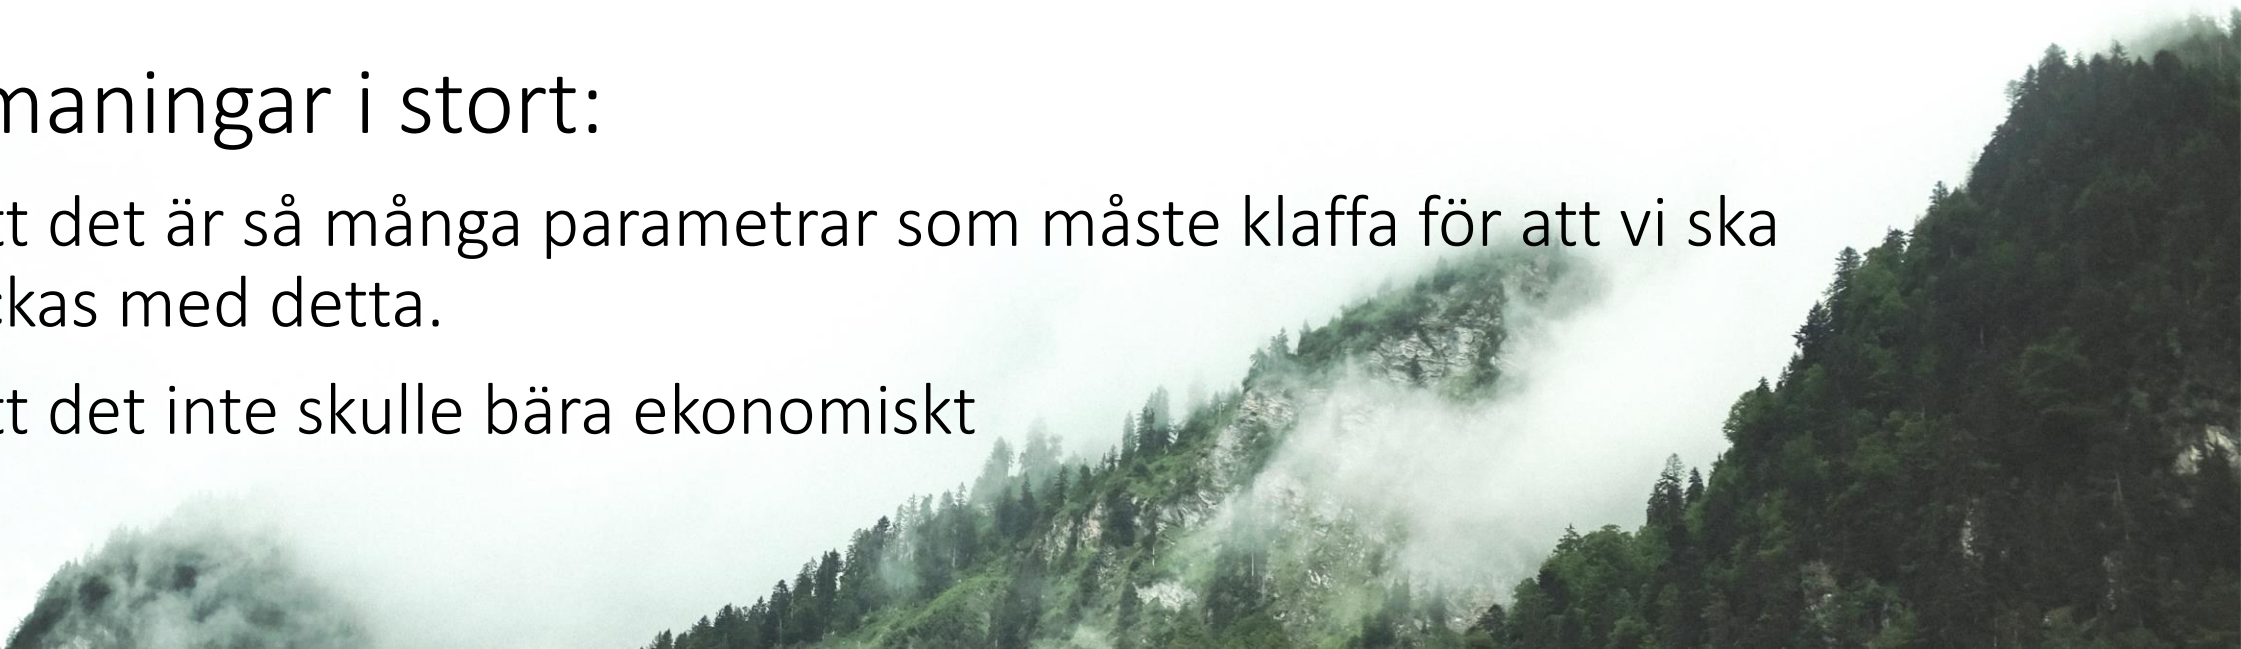 maningar i stort:
tt det är så många parametrar som måste klaffa för att vi ska
ckas med detta.
tt det inte skulle bära ekonomiskt